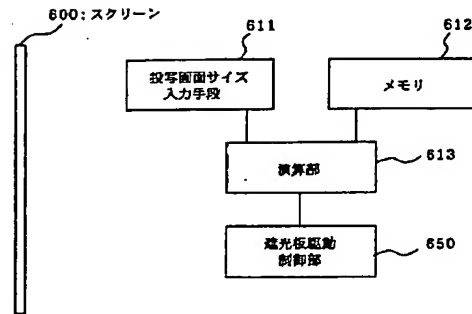 600:スクリーン
611
612
投写画面サイズ
入力手段
メモリ
演算部
613
遮光板駆動
制御部
650